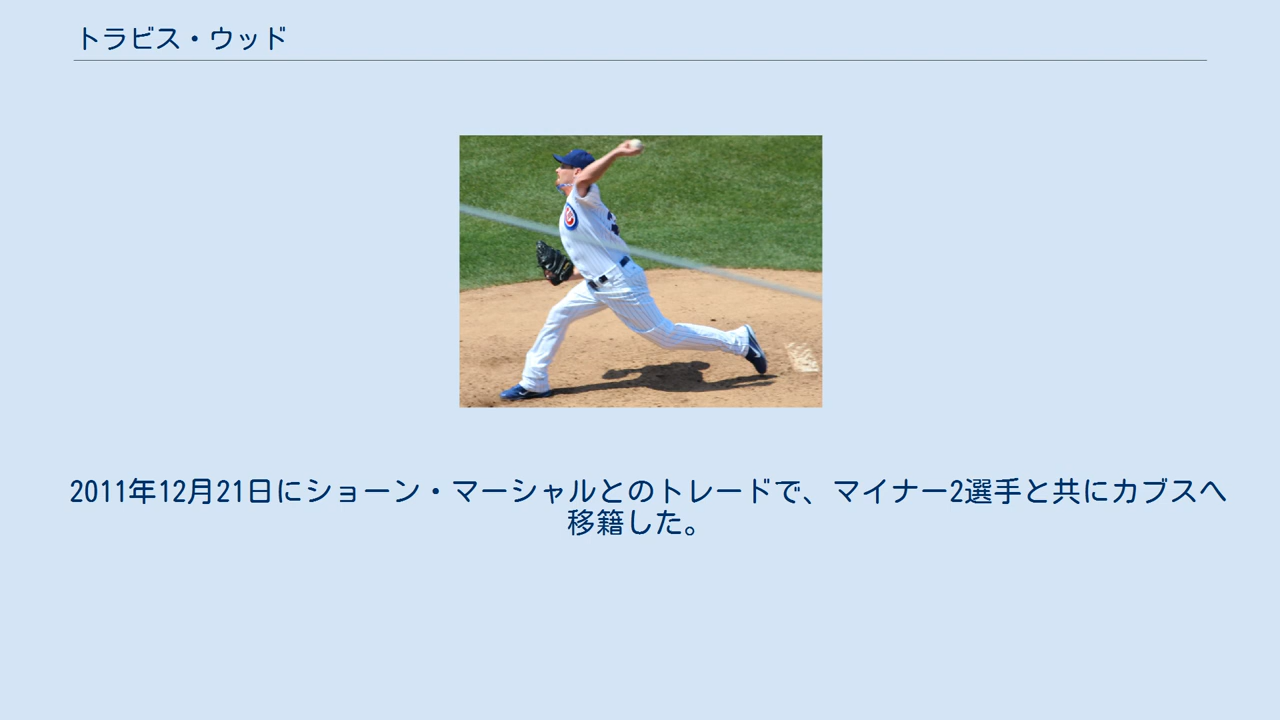 トラビス・ウッド
2011年12月21日にショーン・マーシャルとのトレードで、マイナー2選手と共にカブスへ
移籍した。